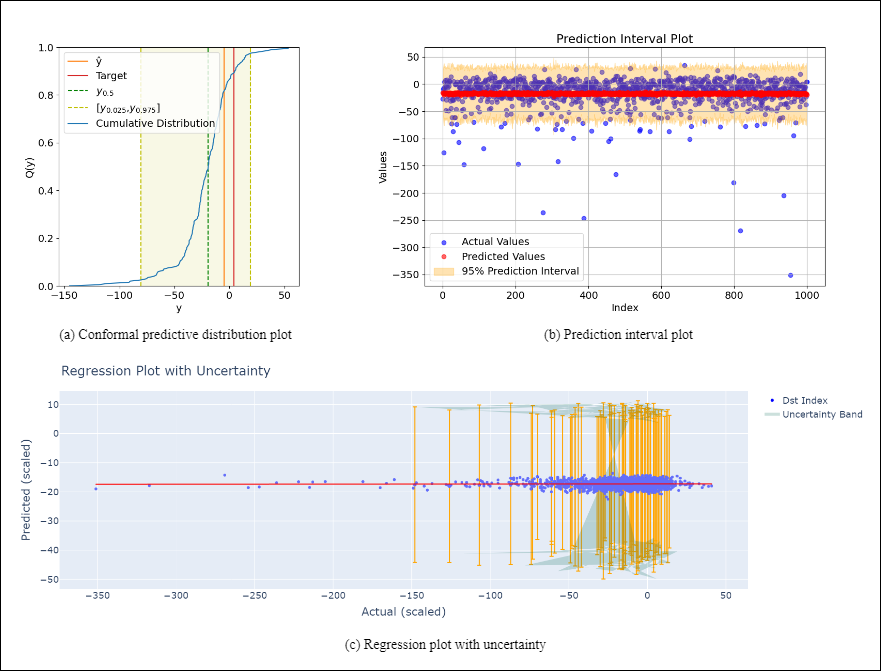 Prediction Interval Plot
1.0
0.8
0.6
0.4
0.2
0.0
Q(y)
ŷ
Target
y0.5
[y0.025,y0.975]
Cumulative Distribution
−150 −100 −50 0 50
y
50
0
−50
−100
−150
−200
−250
−300
−350
Values
Actual Values
Predicted Values
95% Prediction Interval
0 200 400 600 800 1000
Index
(a) Conformal predictive distribution plot
(b) Prediction interval plot
Regression Plot with Uncertainty
10
0
−10
−20
−30
−40
−50
Predicted (scaled)
Dst Index
Uncertainty Band
−350 −300 −250 −200 −150 −100 −50 0 50
Actual (scaled)
(c) Regression plot with uncertainty